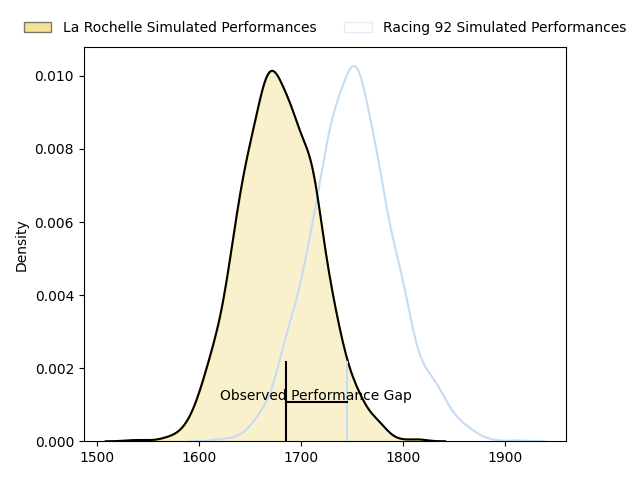 La Rochelle Simulated Performances Racing 92 Simulated Performances
0.010
0.008
0.006
0.004
0.002
0.000
Density
Observed Performance Gap
1500 1600 1700 1800 1900